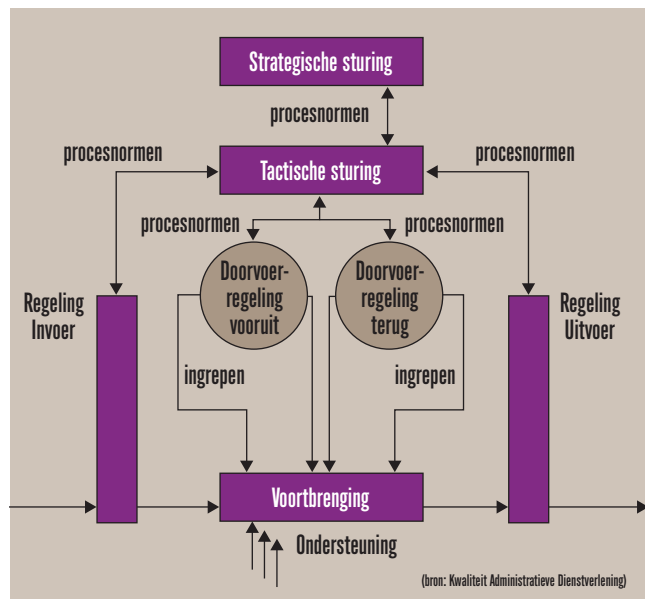 Strategische sturing
procesnormen
procesnormen
Tactische sturing
procesnormen
procesnormen
procesnormen
Doorvoer-
regeling
vooruit
Doorvoer-
regeling
terug
Regeling
Invoer
Regeling
Uitvoer
ingrepen
ingrepen
Voortbrenging
Ondersteuning
(bron: Kwaliteit Administratieve Dienstverlening)